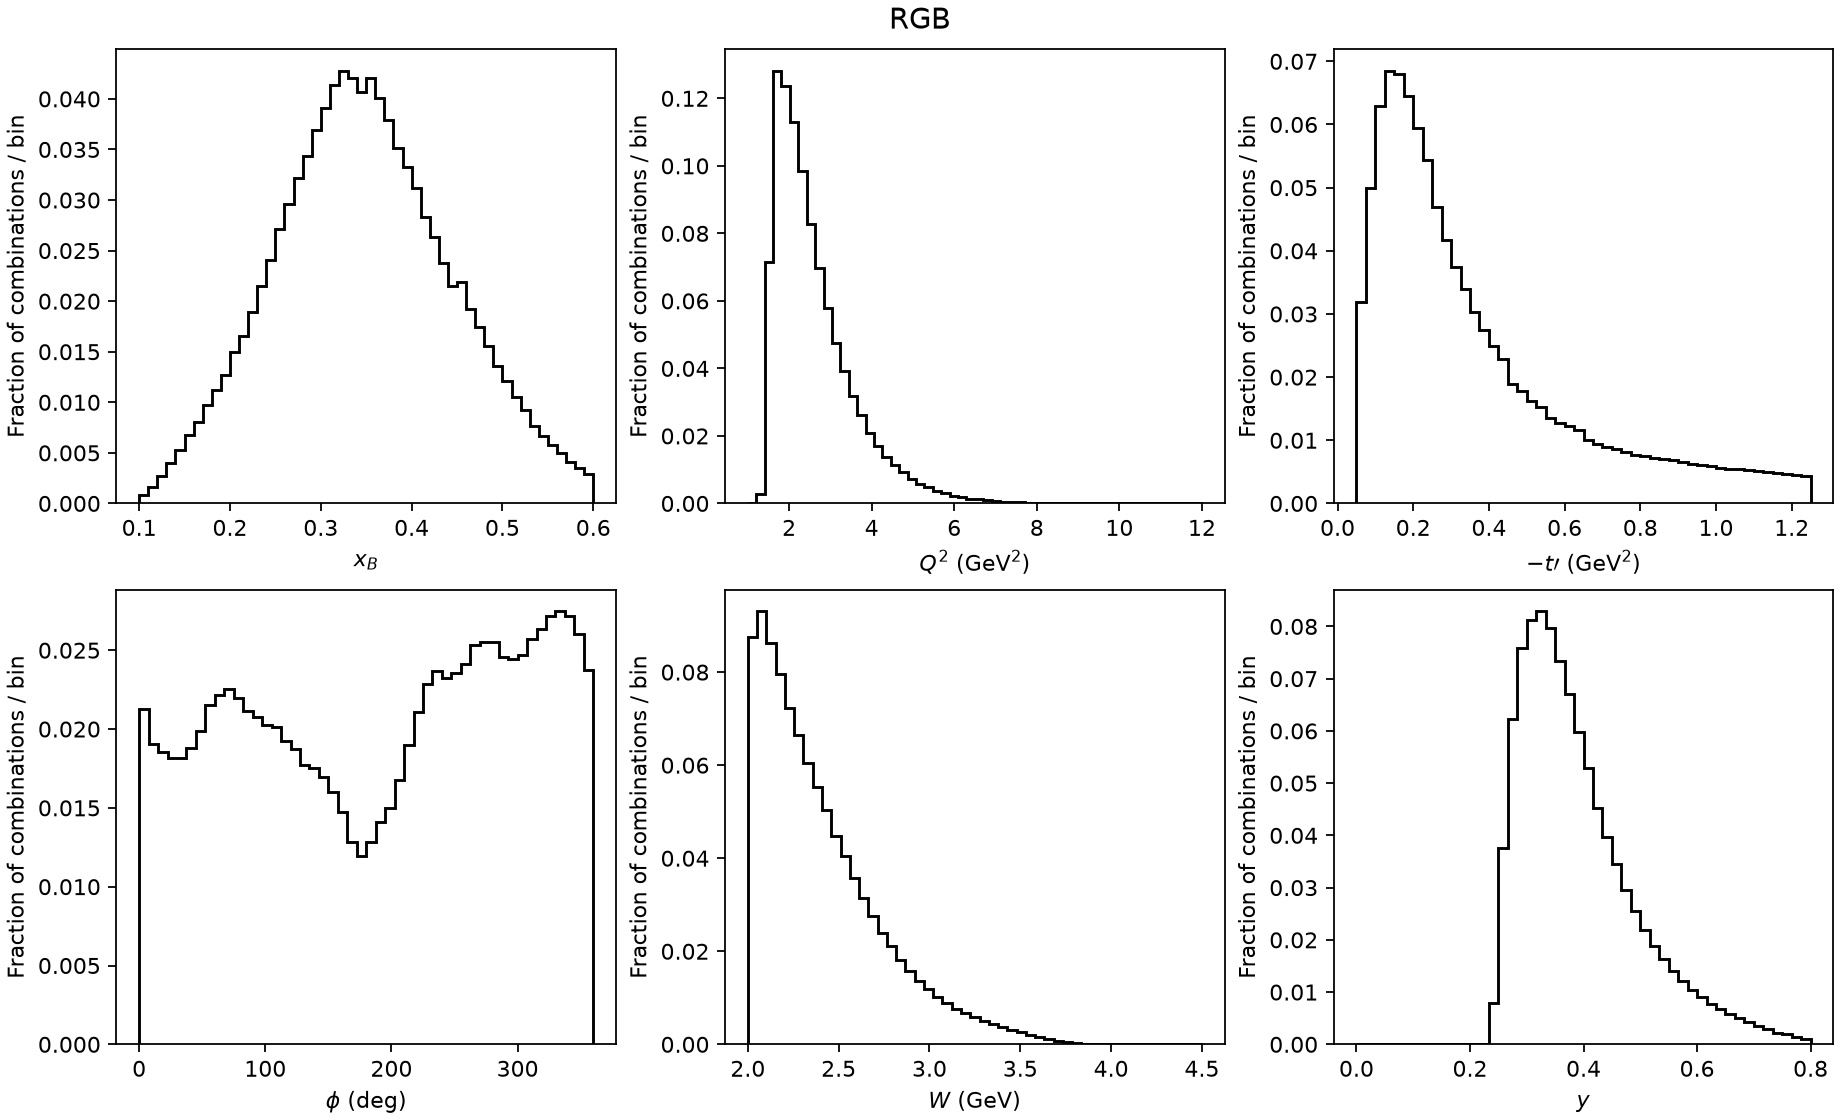 RGB
Fraction of combinations / bin
0.040
0.035
0.030
0.025
0.020
0.015
0.010
0.005
0.000
0.1 0.2 0.3 0.4 0.5 0.6
x_B
Fraction of combinations / bin
0.12
0.10
0.08
0.06
0.04
0.02
0.00
2 4 6 8 10 12
Q² (GeV²)
Fraction of combinations / bin
0.07
0.06
0.05
0.04
0.03
0.02
0.01
0.00
0.0 0.2 0.4 0.6 0.8 1.0 1.2
−t′ (GeV²)
Fraction of combinations / bin
0.025
0.020
0.015
0.010
0.005
0.000
0 100 200 300
ϕ (deg)
Fraction of combinations / bin
0.08
0.06
0.04
0.02
0.00
2.0 2.5 3.0 3.5 4.0 4.5
W (GeV)
Fraction of combinations / bin
0.08
0.07
0.06
0.05
0.04
0.03
0.02
0.01
0.00
0.0 0.2 0.4 0.6 0.8
y